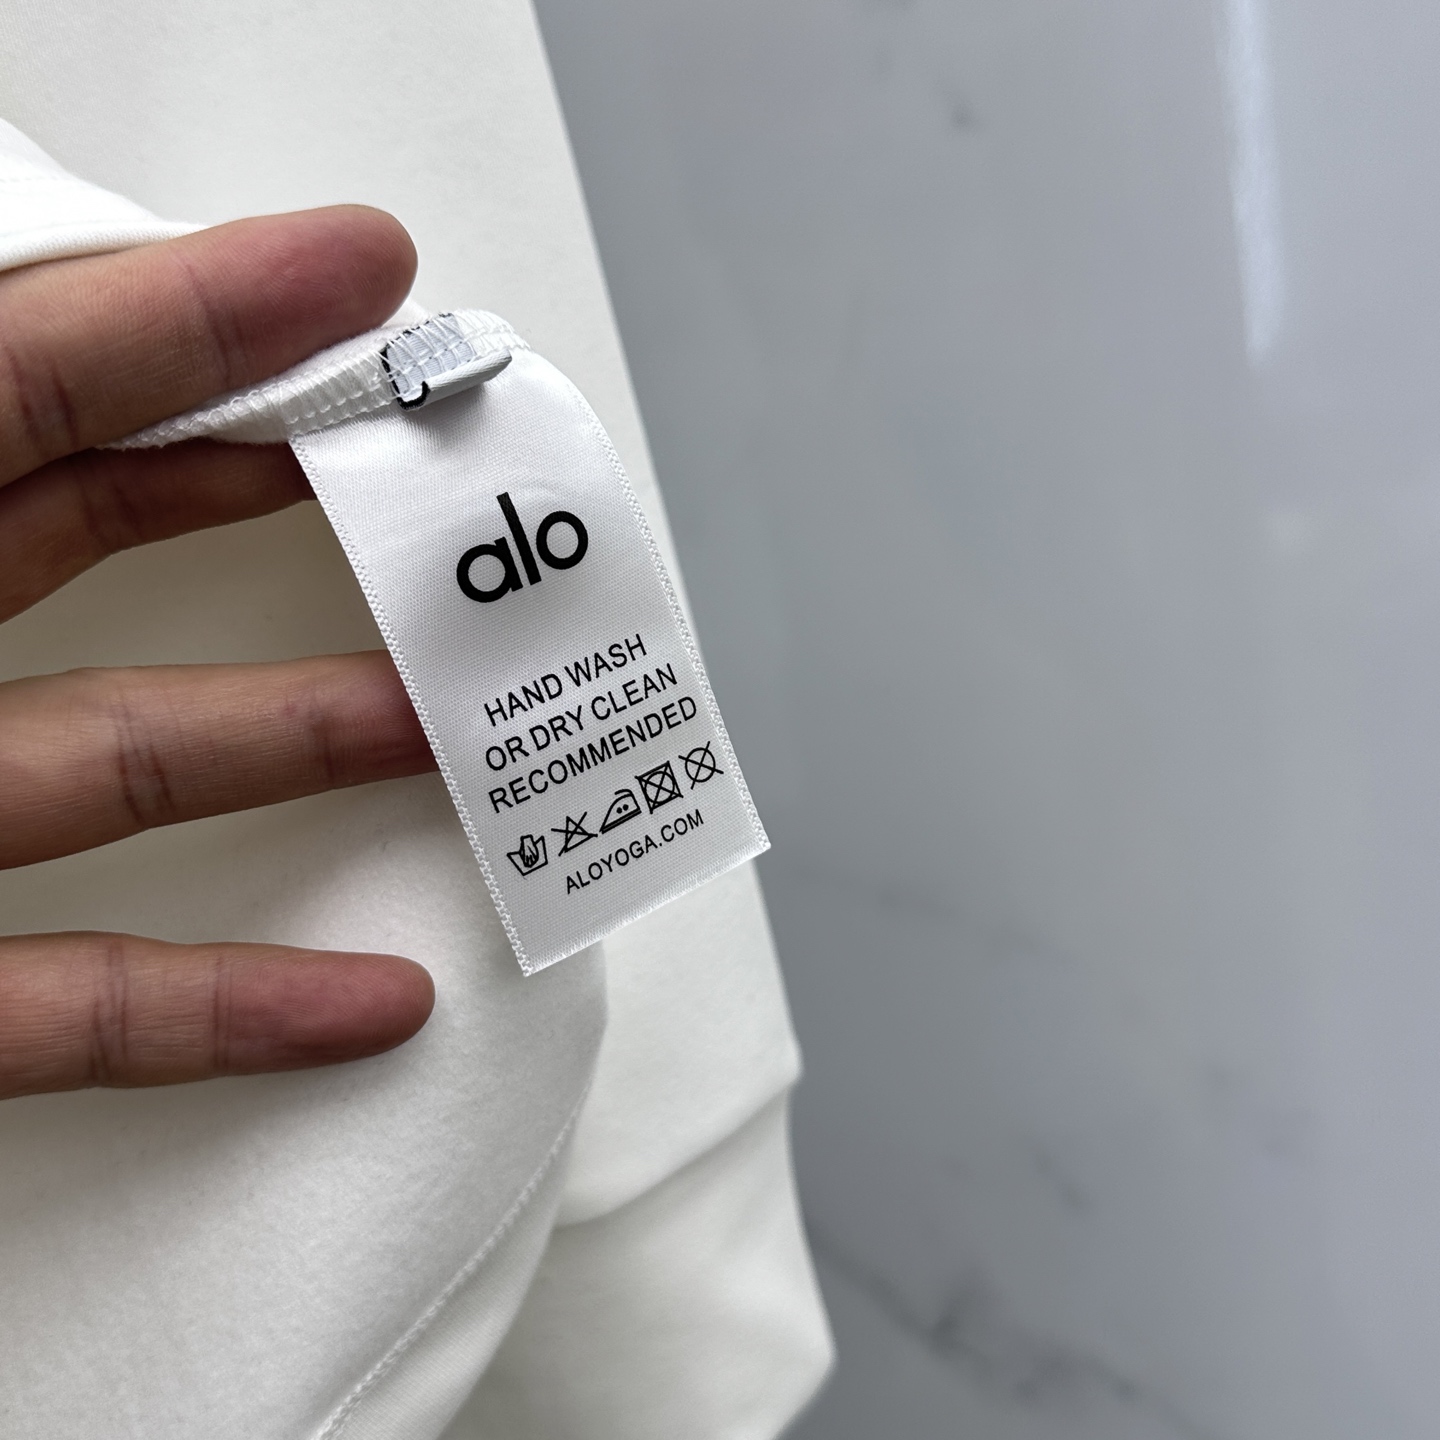 alo
HAND WASH
OR DRY CLEAN
RECOMMENDED
ALOYOGA.COM